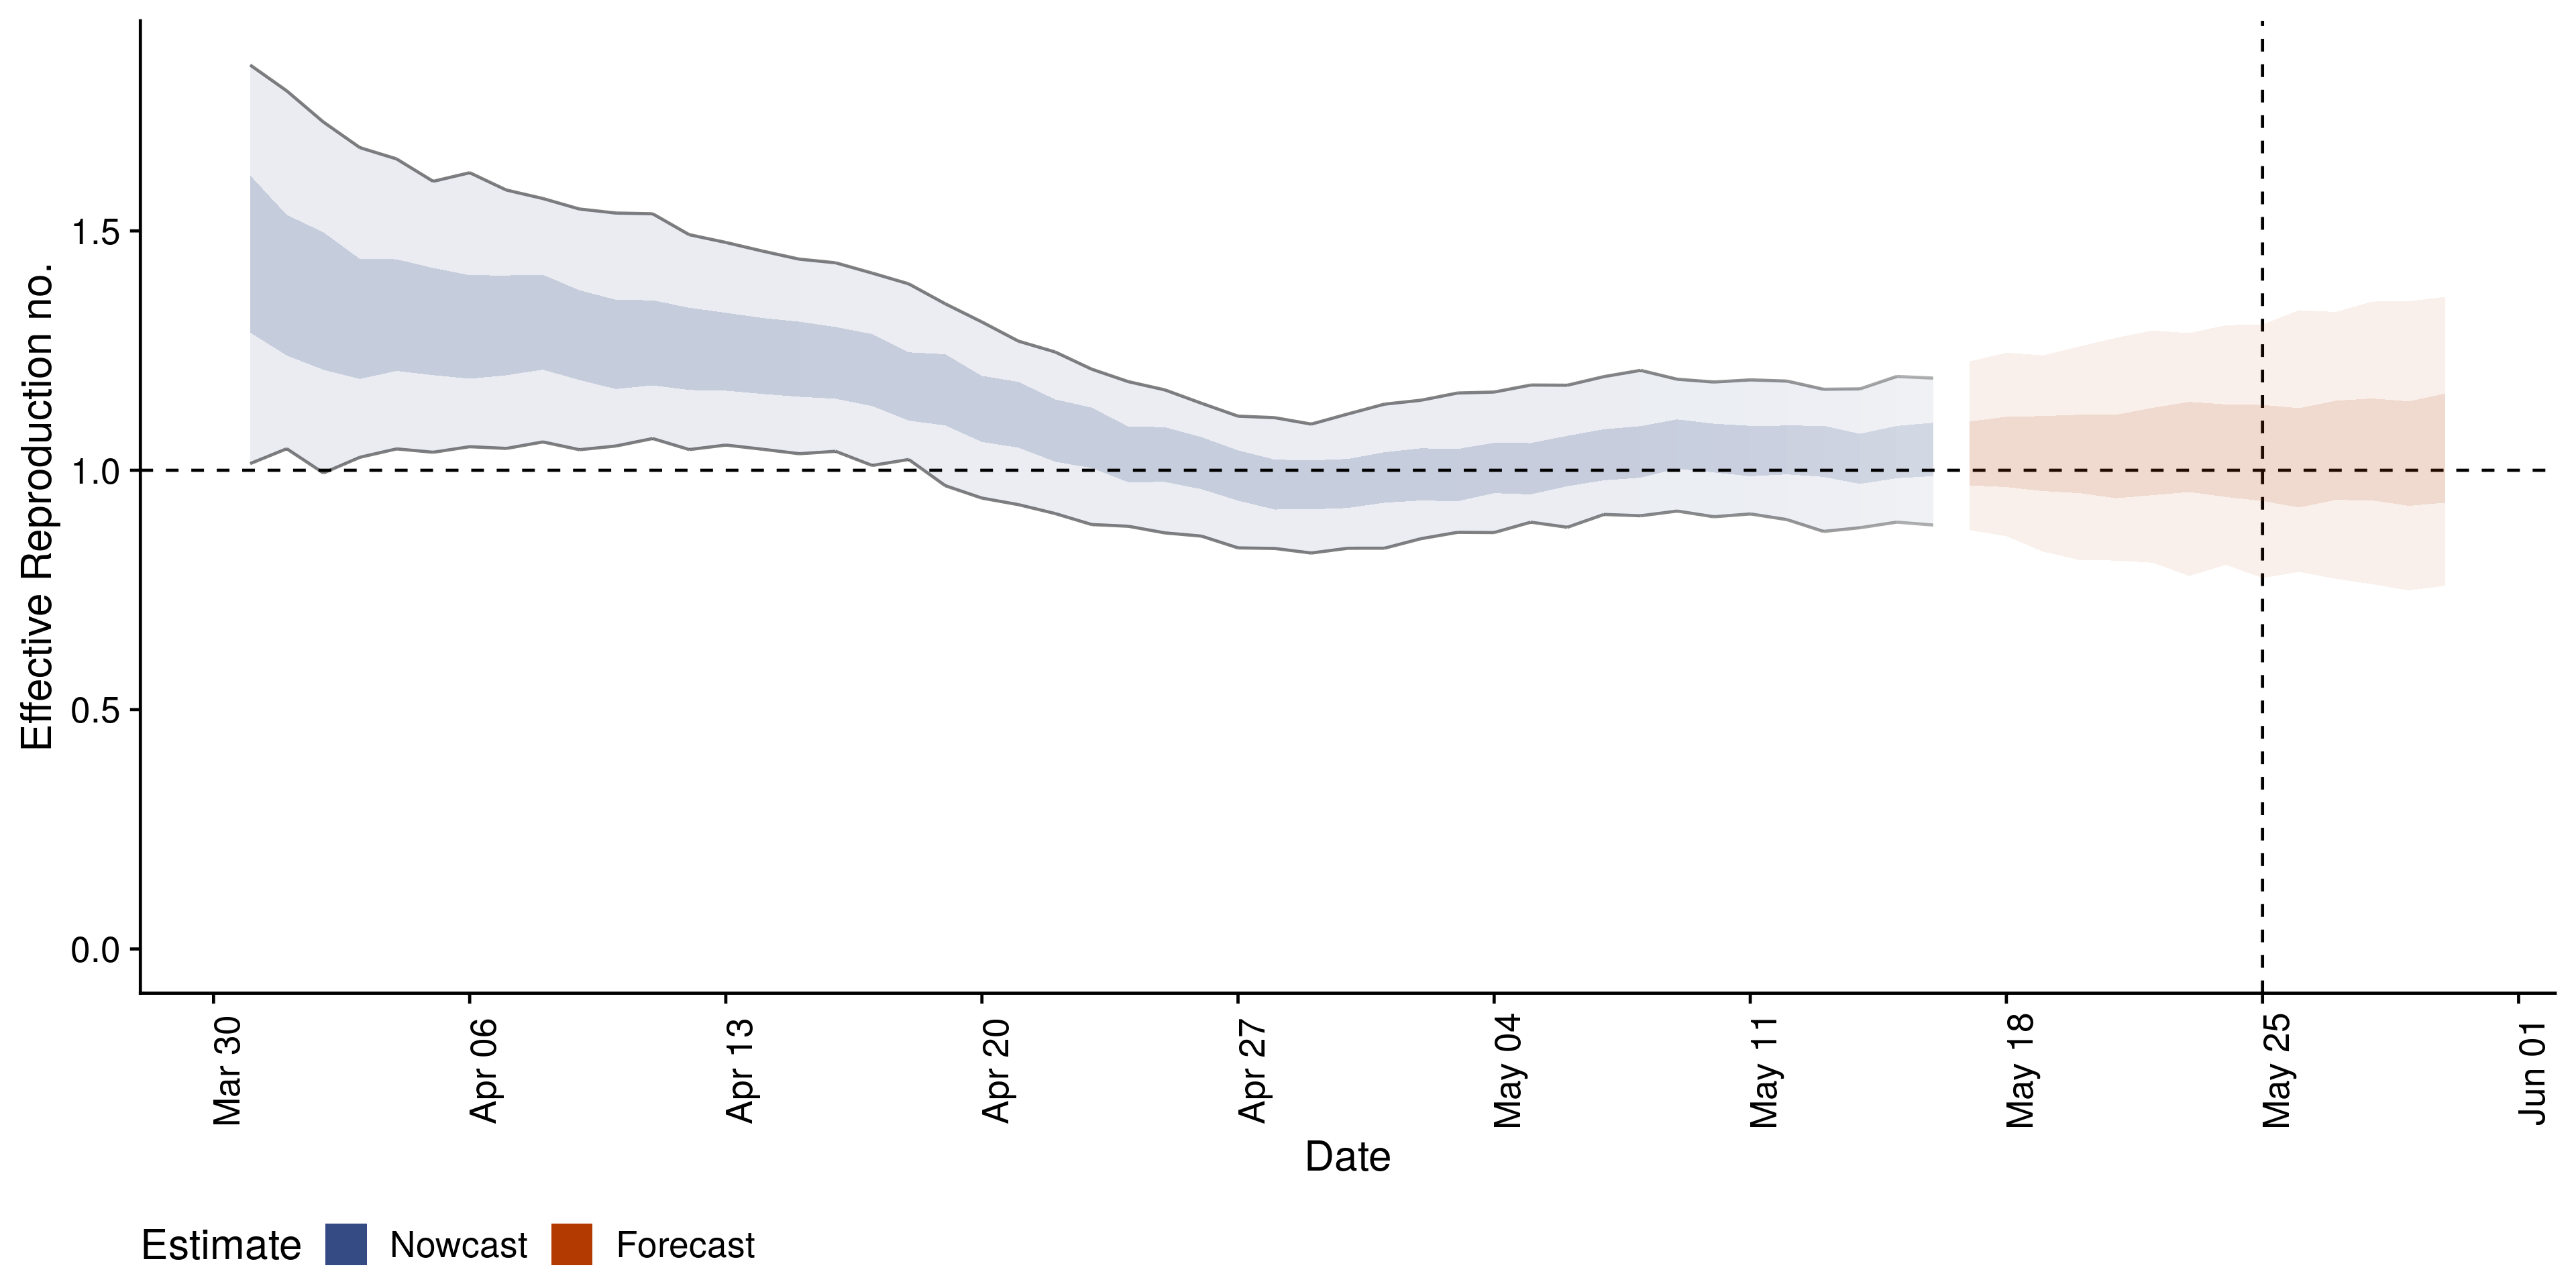 Effective Reproduction no.
1.5
1.0
0.5
0.0
Mar 30
Apr 06
Apr 13
Apr 20
Apr 27
May 04
May 11
May 18
May 25
Jun 01
Date
Estimate Nowcast Forecast